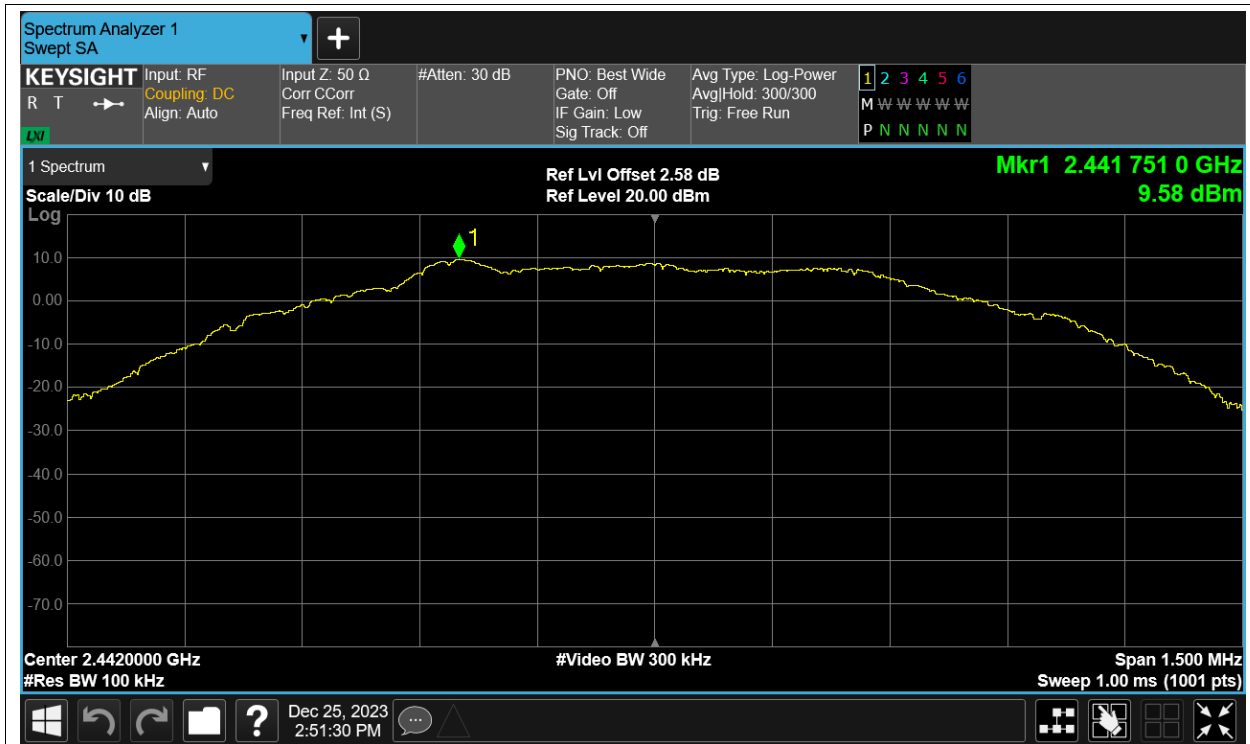 Spectrum Analyzer 1
Swept SA
KEYSIGHT
R T
LXI
Input: RF
Coupling: DC
Align: Auto
Input Z: 50 Ω
Corr CCorr
Freq Ref: Int (S)
#Atten: 30 dB
PNO: Best Wide
Gate: Off
IF Gain: Low
Sig Track: Off
Avg Type: Log-Power
Avg|Hold: 300/300
Trig: Free Run
1 2 3 4 5 6
M W W W W W
P N N N N N
1 Spectrum
Scale/Div 10 dB
Log
Ref Lvl Offset 2.58 dB
Ref Level 20.00 dBm
Mkr1 2.441 751 0 GHz
9.58 dBm
1
10.0
0.00
-10.0
-20.0
-30.0
-40.0
-50.0
-60.0
-70.0
Center 2.4420000 GHz
#Video BW 300 kHz
Span 1.500 MHz
#Res BW 100 kHz
Sweep 1.00 ms (1001 pts)
?
Dec 25, 2023
2:51:30 PM